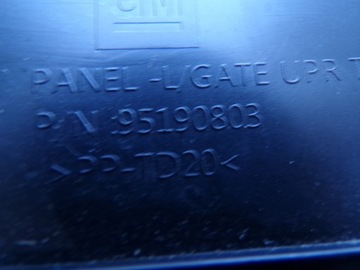 GM
PANEL-L/GATE UPR T
P/N :95190803
>PP-TD20<